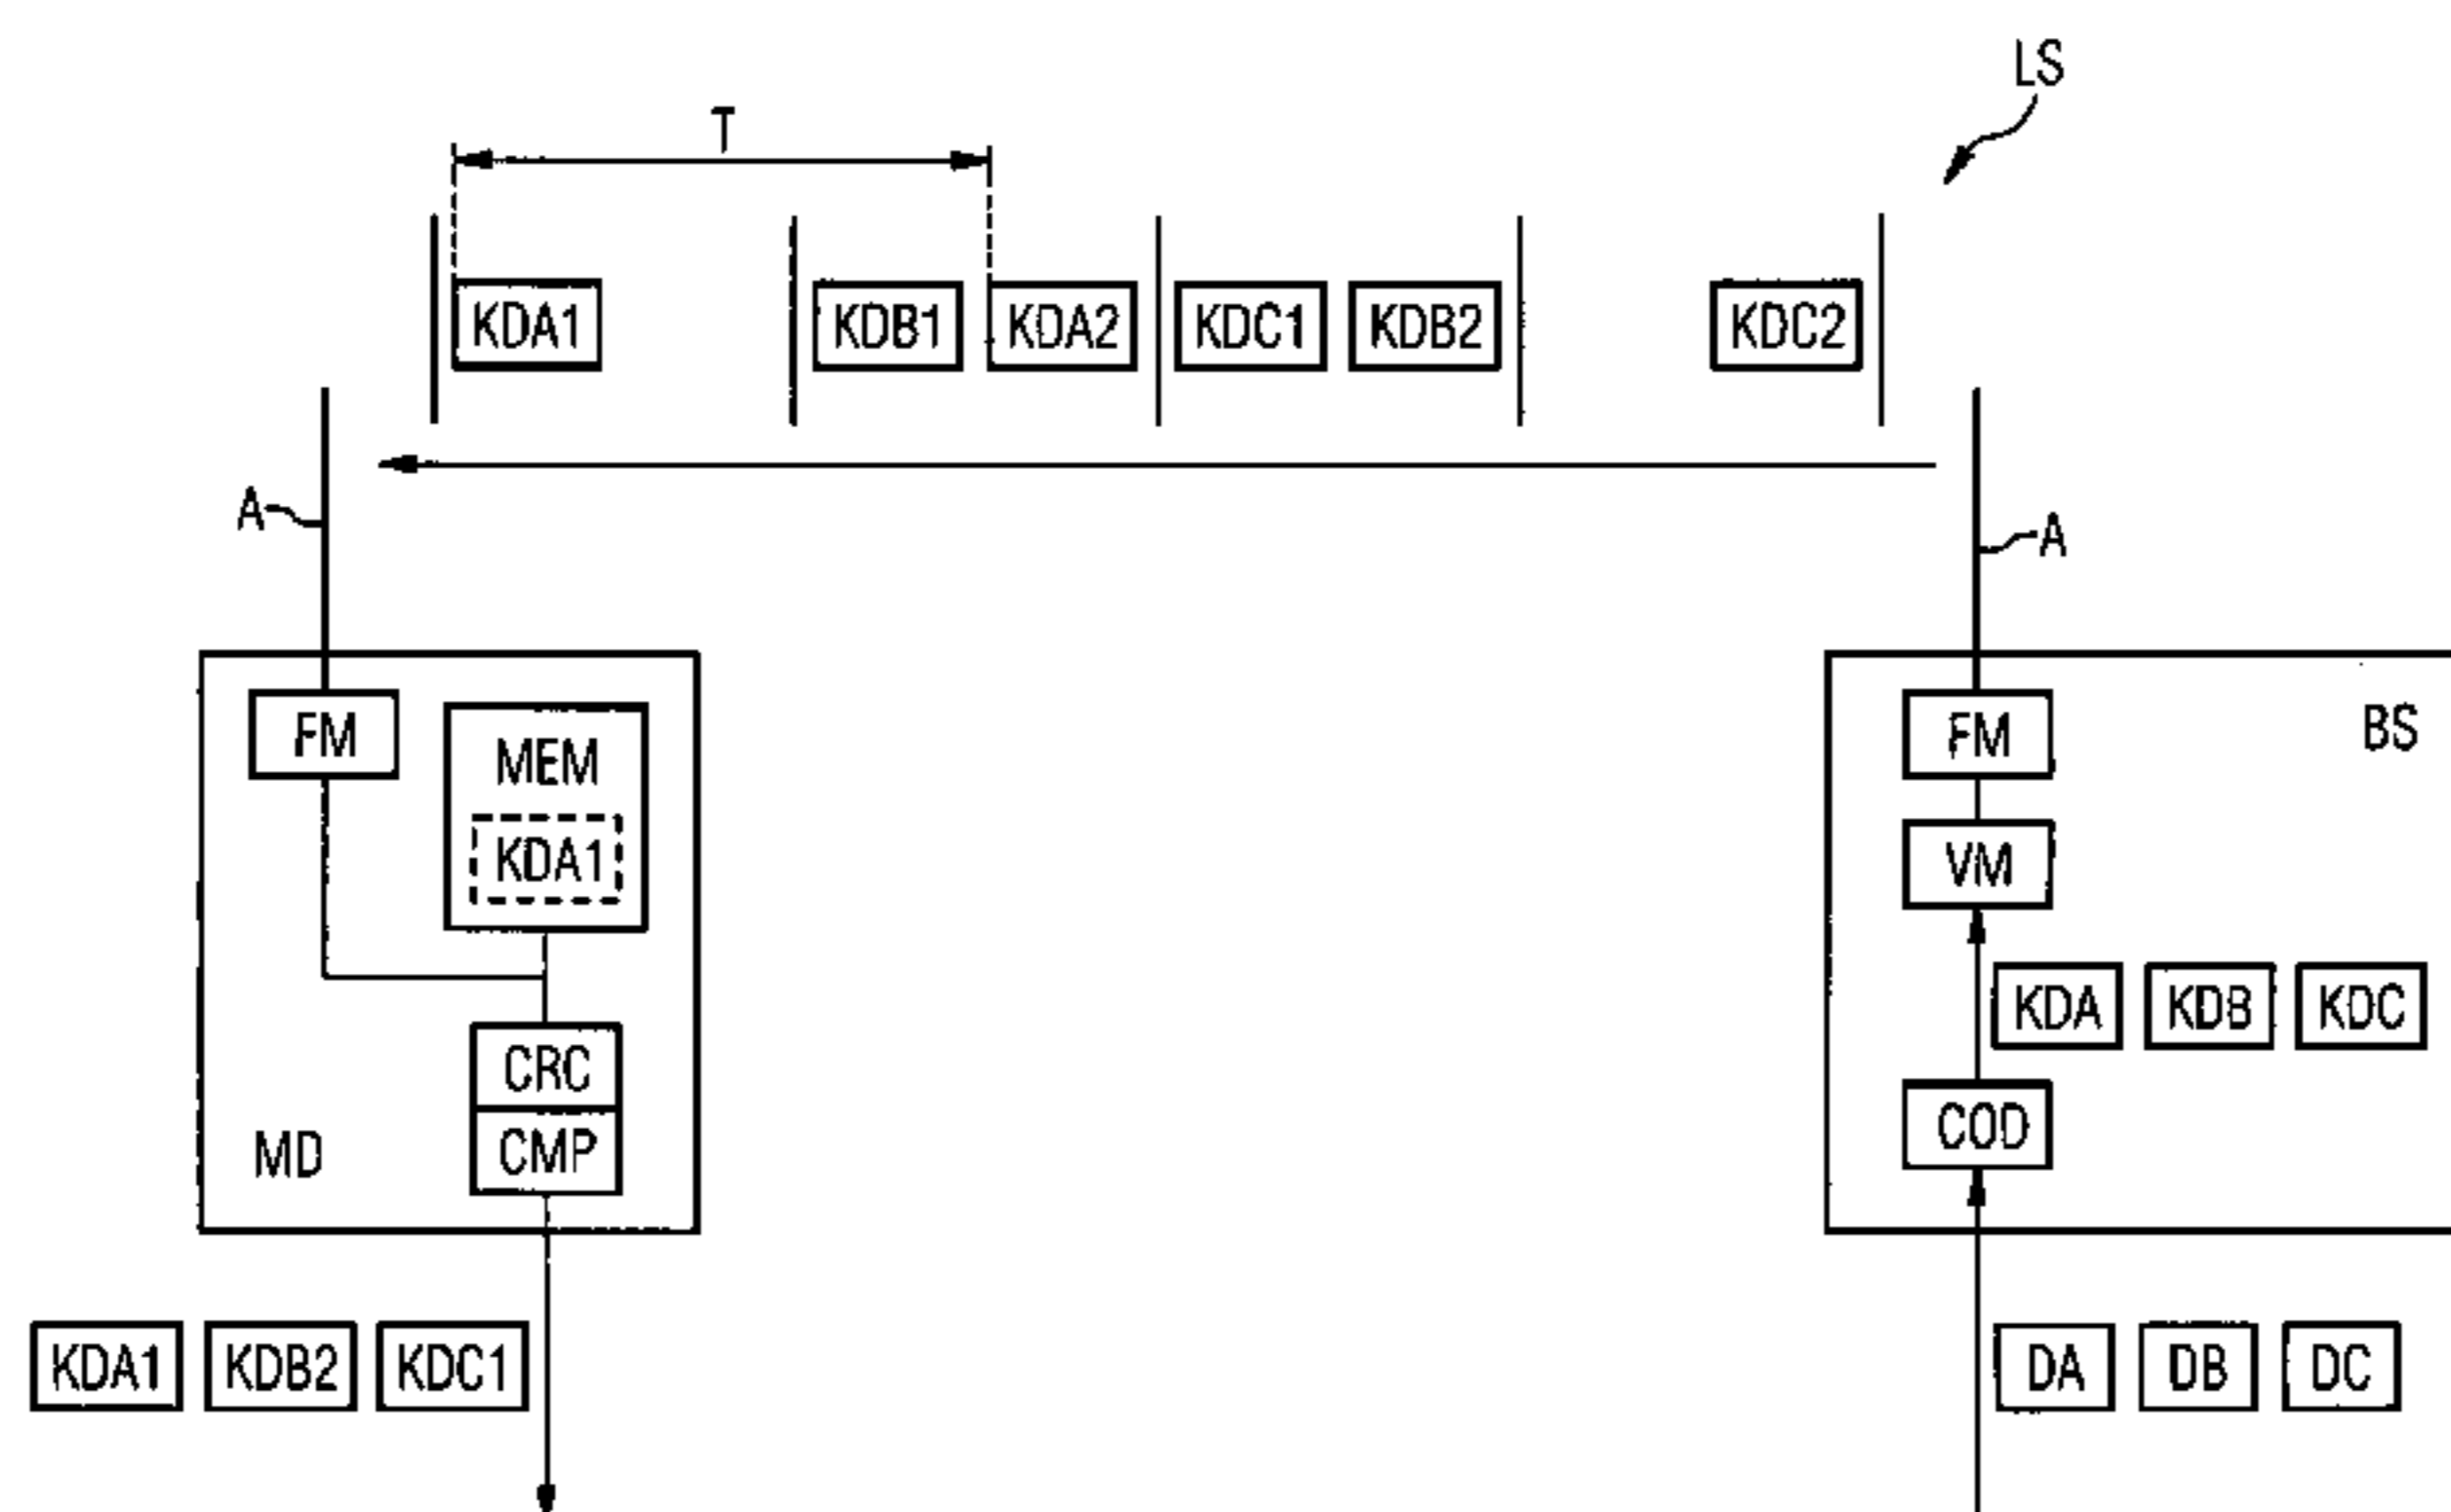 LS
T
KDA1 KDB1 KDA2 KDC1 KDB2 KDC2
A
A
FM
MEM
KDA1
CRC
CMP
MD
FM
BS
VM
KDA KDB KDC
COD
KDA1 KDB2 KDC1
DA DB DC